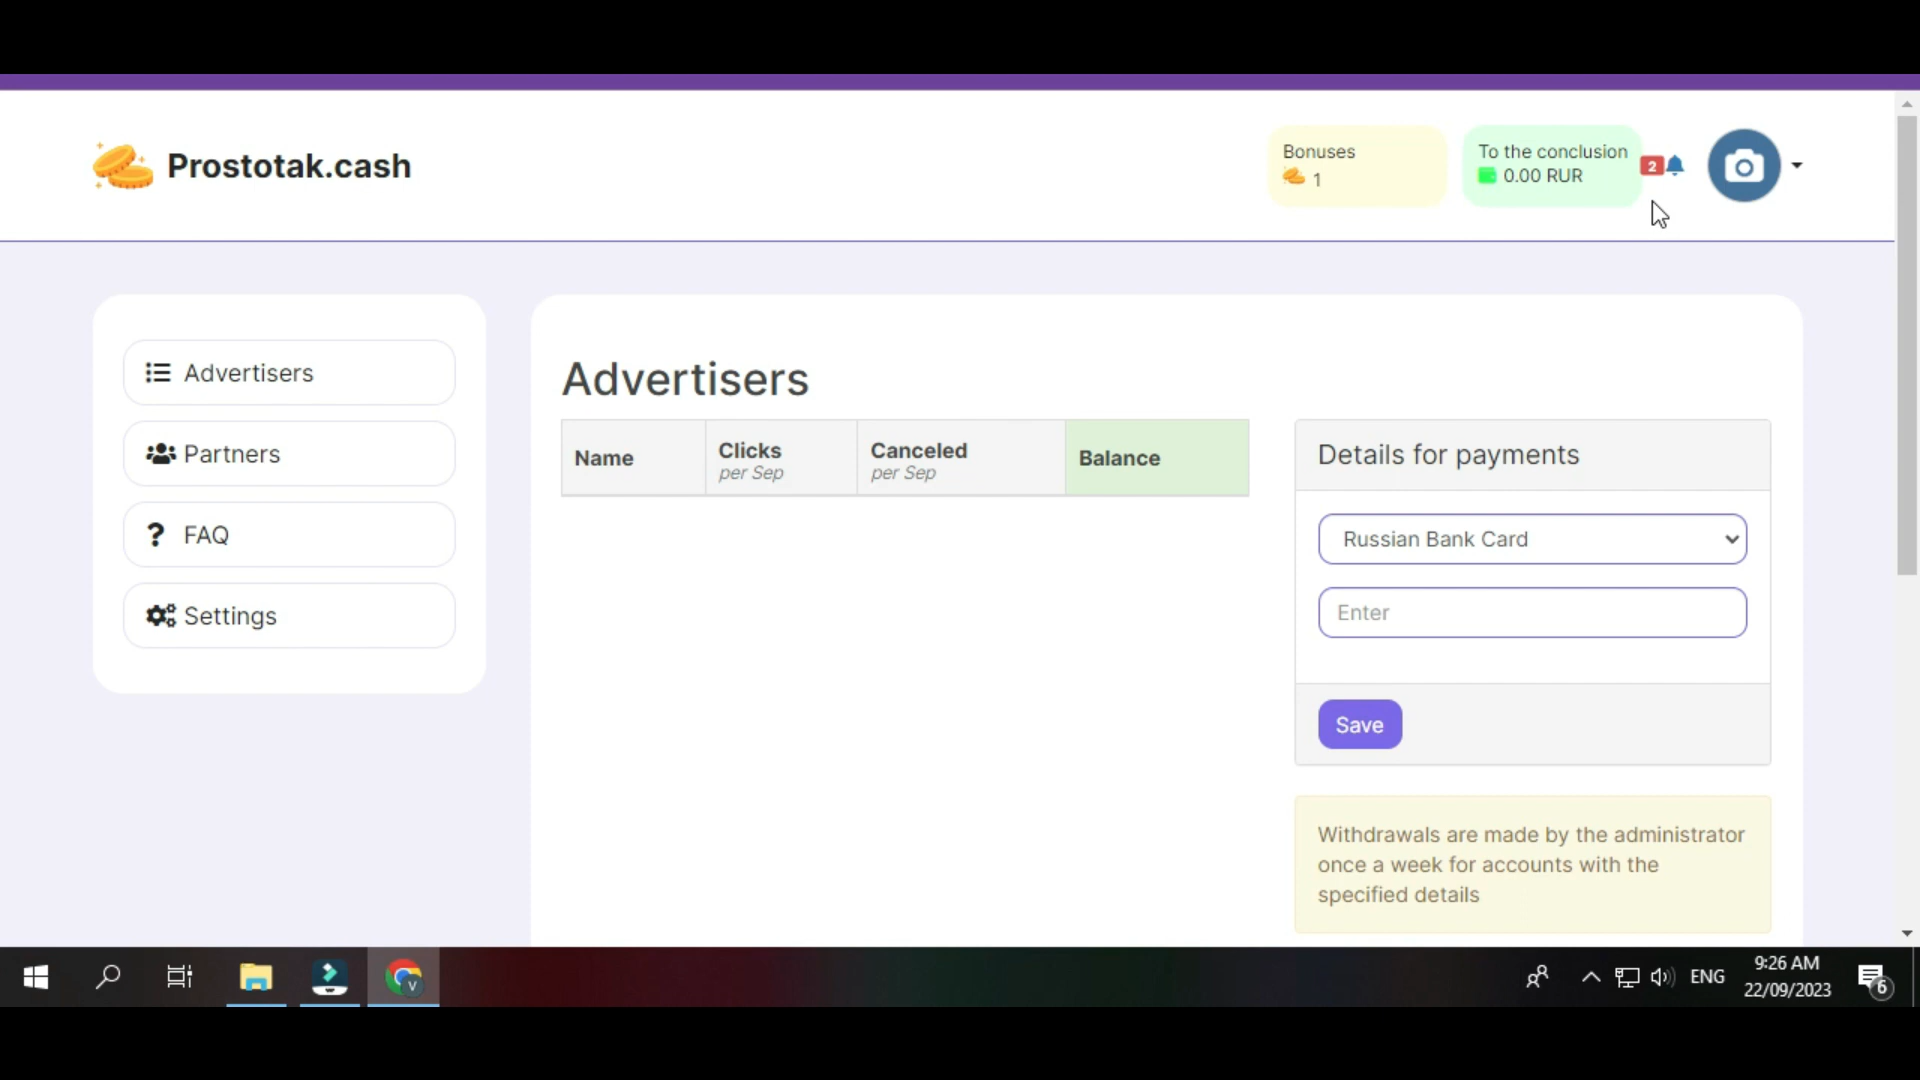 Prostotak.cash
Bonuses
1
To the conclusion
0.00 RUR
2
Advertisers
Partners
? FAQ
Settings
Advertisers
Name
Clicks
per Sep
Canceled
per Sep
Balance
Details for payments
Russian Bank Card
Enter
Save
Withdrawals are made by the administrator
once a week for accounts with the
specified details
V
ENG
9:26 AM
22/09/2023
6